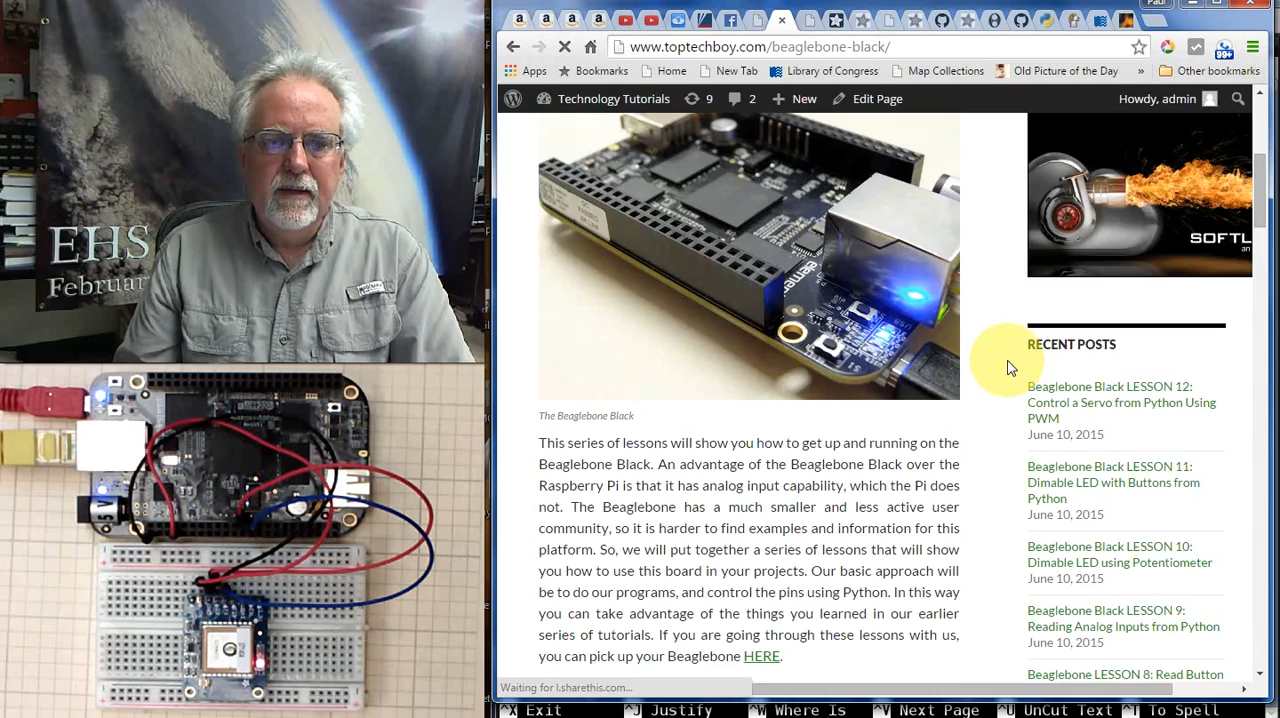 Paul
www.toptechboy.com/beaglebone-black/
99+
Apps Bookmarks Home New Tab Library of Congress Map Collections Old Picture of the Day » Other bookmarks
Technology Tutorials 9 2 New Edit Page Howdy, admin
EHS
Februar
SOFTL
an
The Beaglebone Black
This series of lessons will show you how to get up and running on the
Beaglebone Black. An advantage of the Beaglebone Black over the
Raspberry Pi is that it has analog input capability, which the Pi does
not. The Beaglebone has a much smaller and less active user
community, so it is harder to find examples and information for this
platform. So, we will put together a series of lessons that will show
you how to use this board in your projects. Our basic approach will
be to do our programs, and control the pins using Python. In this way
you can take advantage of the things you learned in our earlier
series of tutorials. If you are going through these lessons with us,
you can pick up your Beaglebone HERE.
RECENT POSTS
Beaglebone Black LESSON 12:
Control a Servo from Python Using
PWM
June 10, 2015
Beaglebone Black LESSON 11:
Dimable LED with Buttons from
Python
June 10, 2015
Beaglebone Black LESSON 10:
Dimable LED using Potentiometer
June 10, 2015
Beaglebone Black LESSON 9:
Reading Analog Inputs from Python
June 10, 2015
Beaglebone Black LESSON 8: Read Button
Waiting for l.sharethis.com...
^X Exit ^J Justify ^W Where Is ^V Next Page ^U UnCut Text ^T To Spell